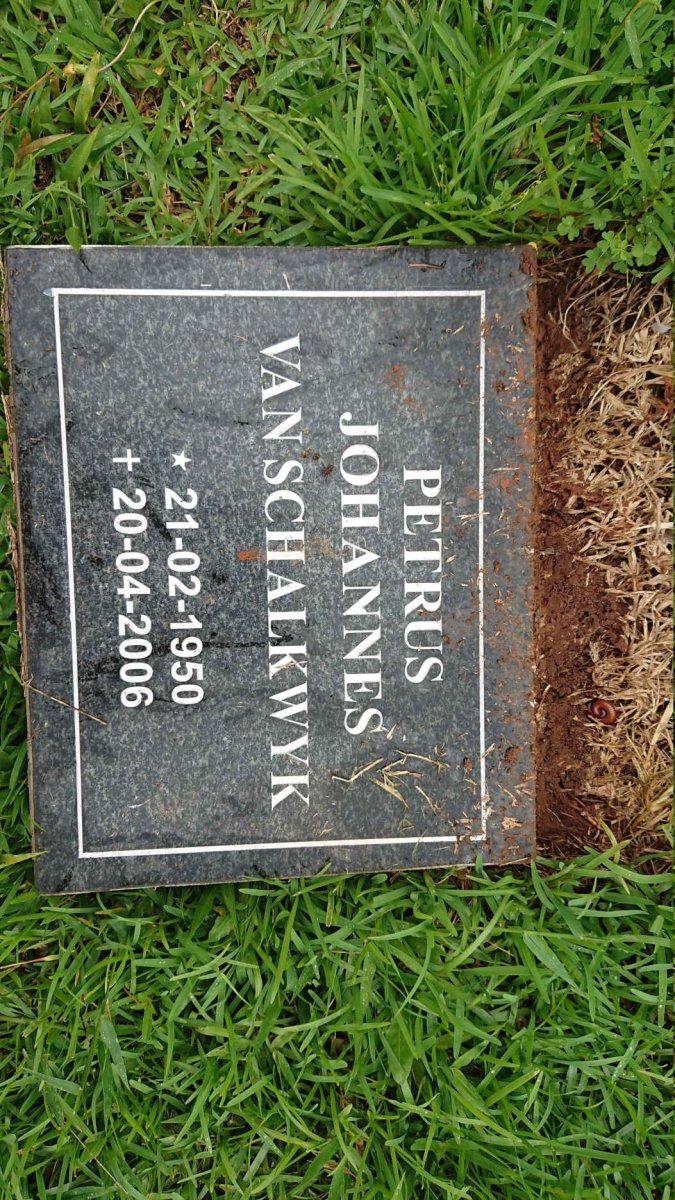 PETRUS
JOHANNES
VAN SCHALKWYK
★ 21-02-1950
+ 20-04-2006